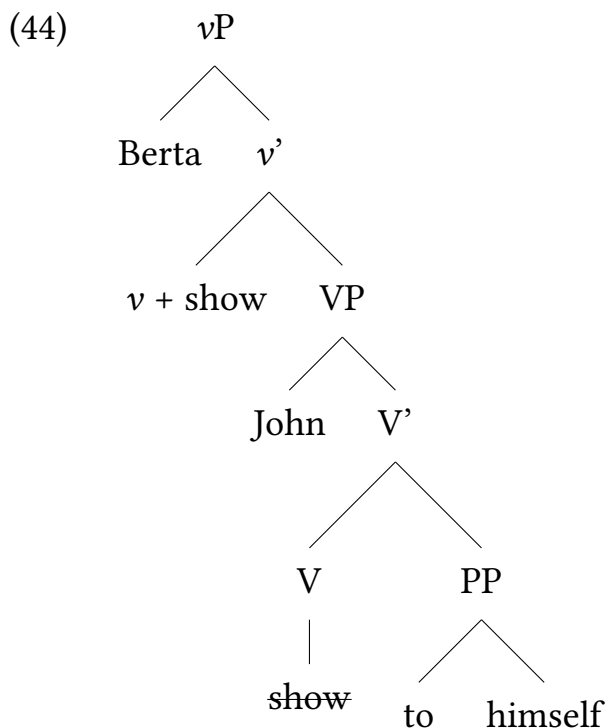 (44) vP
Berta v’
v + show VP
John V’
V PP
show to himself